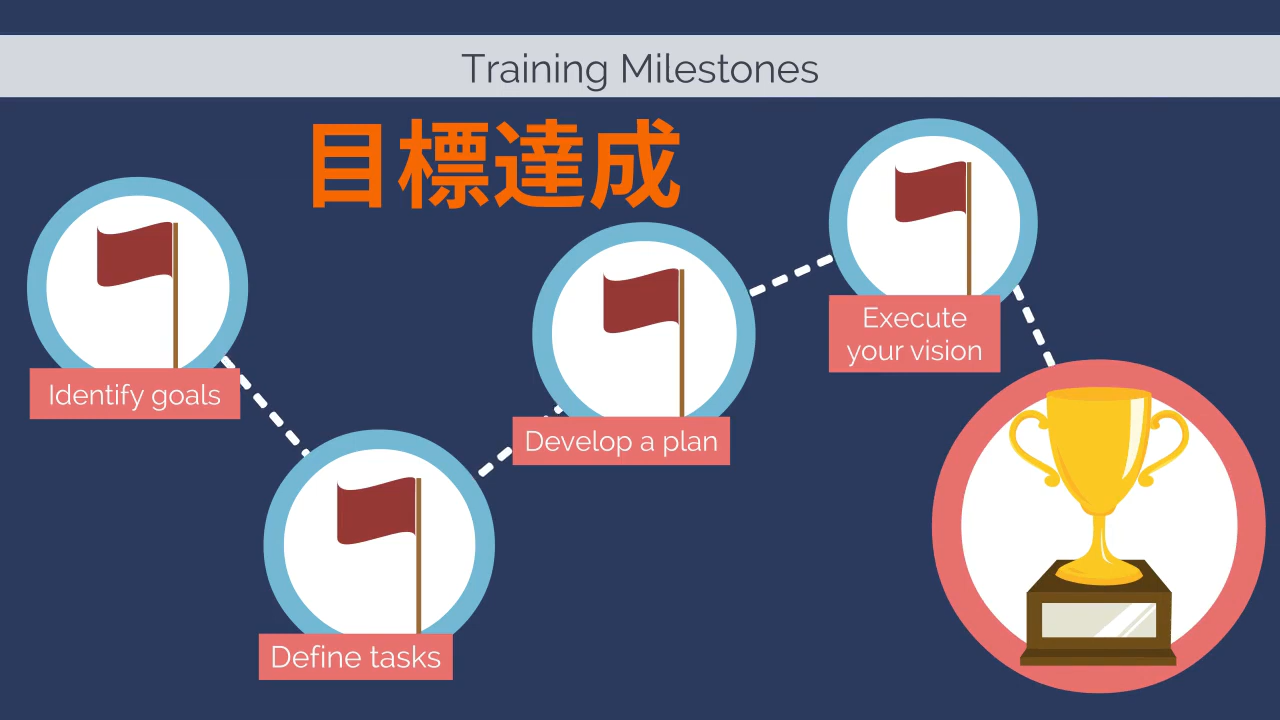 Training Milestones
目標達成
Identify goals
Define tasks
Develop a plan
Execute
your vision